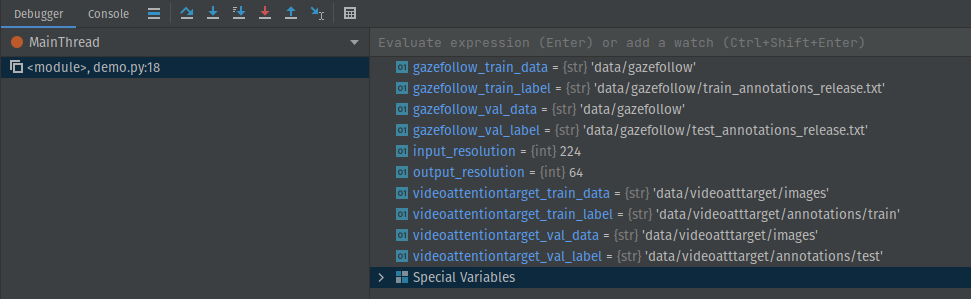 Debugger Console
MainThread
Evaluate expression (Enter) or add a watch (Ctrl+Shift+Enter)
<module>, demo.py:18
01 gazefollow_train_data = {str} 'data/gazefollow'
01 gazefollow_train_label = {str} 'data/gazefollow/train_annotations_release.txt'
01 gazefollow_val_data = {str} 'data/gazefollow'
01 gazefollow_val_label = {str} 'data/gazefollow/test_annotations_release.txt'
01 input_resolution = {int} 224
01 output_resolution = {int} 64
01 videoattentiontarget_train_data = {str} 'data/videoatttarget/images'
01 videoattentiontarget_train_label = {str} 'data/videoatttarget/annotations/train'
01 videoattentiontarget_val_data = {str} 'data/videoatttarget/images'
01 videoattentiontarget_val_label = {str} 'data/videoatttarget/annotations/test'
Special Variables